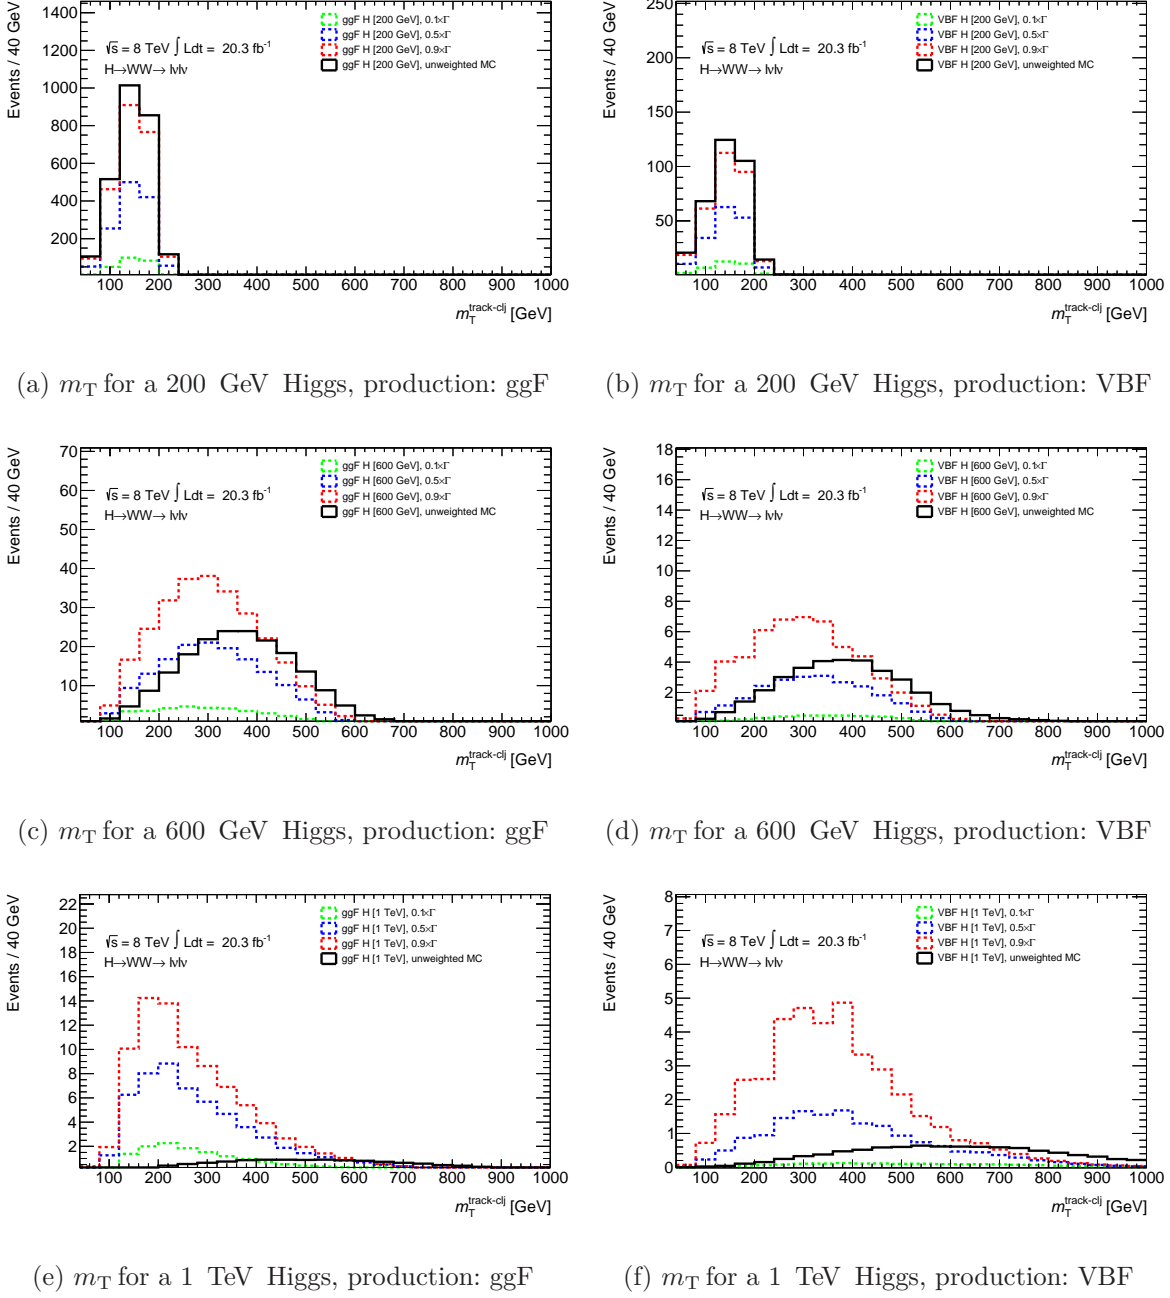 Events / 40 GeV
1400
1200
1000
800
600
400
200
√s = 8 TeV ∫ Ldt = 20.3 fb⁻¹
H→WW→ lνlν
ggF H [200 GeV], 0.1×Γ
ggF H [200 GeV], 0.5×Γ
ggF H [200 GeV], 0.9×Γ
ggF H [200 GeV], unweighted MC
100 200 300 400 500 600 700 800 900 1000
m_T^track-clj [GeV]
(a) m_T for a 200 GeV Higgs, production: ggF
Events / 40 GeV
250
200
150
100
50
√s = 8 TeV ∫ Ldt = 20.3 fb⁻¹
H→WW→ lνlν
VBF H [200 GeV], 0.1×Γ
VBF H [200 GeV], 0.5×Γ
VBF H [200 GeV], 0.9×Γ
VBF H [200 GeV], unweighted MC
100 200 300 400 500 600 700 800 900 1000
m_T^track-clj [GeV]
(b) m_T for a 200 GeV Higgs, production: VBF
Events / 40 GeV
70
60
50
40
30
20
10
√s = 8 TeV ∫ Ldt = 20.3 fb⁻¹
H→WW→ lνlν
ggF H [600 GeV], 0.1×Γ
ggF H [600 GeV], 0.5×Γ
ggF H [600 GeV], 0.9×Γ
ggF H [600 GeV], unweighted MC
100 200 300 400 500 600 700 800 900 1000
m_T^track-clj [GeV]
(c) m_T for a 600 GeV Higgs, production: ggF
Events / 40 GeV
18
16
14
12
10
8
6
4
2
√s = 8 TeV ∫ Ldt = 20.3 fb⁻¹
H→WW→ lνlν
VBF H [600 GeV], 0.1×Γ
VBF H [600 GeV], 0.5×Γ
VBF H [600 GeV], 0.9×Γ
VBF H [600 GeV], unweighted MC
100 200 300 400 500 600 700 800 900 1000
m_T^track-clj [GeV]
(d) m_T for a 600 GeV Higgs, production: VBF
Events / 40 GeV
22
20
18
16
14
12
10
8
6
4
2
√s = 8 TeV ∫ Ldt = 20.3 fb⁻¹
H→WW→ lνlν
ggF H [1 TeV], 0.1×Γ
ggF H [1 TeV], 0.5×Γ
ggF H [1 TeV], 0.9×Γ
ggF H [1 TeV], unweighted MC
100 200 300 400 500 600 700 800 900 1000
m_T^track-clj [GeV]
(e) m_T for a 1 TeV Higgs, production: ggF
Events / 40 GeV
8
7
6
5
4
3
2
1
0
√s = 8 TeV ∫ Ldt = 20.3 fb⁻¹
H→WW→ lνlν
VBF H [1 TeV], 0.1×Γ
VBF H [1 TeV], 0.5×Γ
VBF H [1 TeV], 0.9×Γ
VBF H [1 TeV], unweighted MC
100 200 300 400 500 600 700 800 900 1000
m_T^track-clj [GeV]
(f) m_T for a 1 TeV Higgs, production: VBF